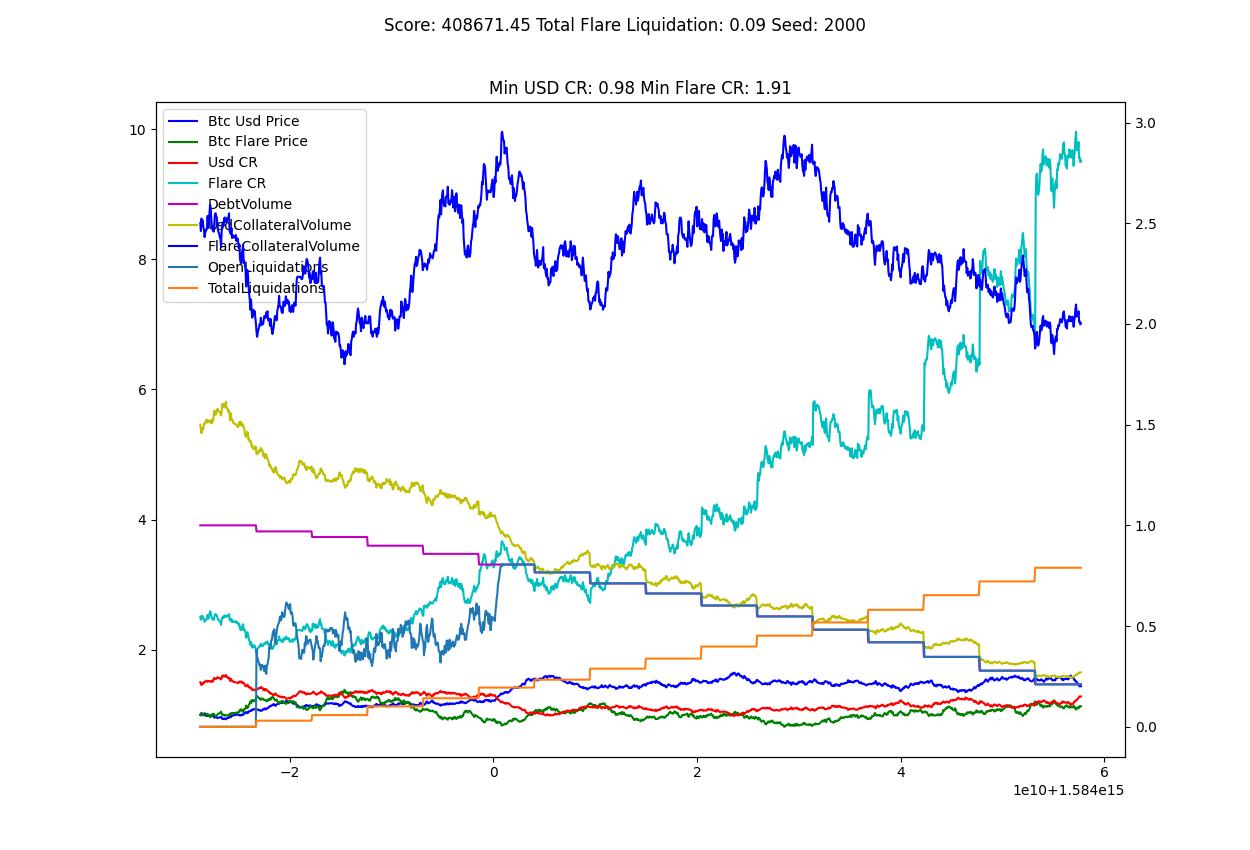 Score: 408671.45 Total Flare Liquidation: 0.09 Seed: 2000
Min USD CR: 0.98 Min Flare CR: 1.91
Btc Usd Price
Btc Flare Price
Usd CR
Flare CR
DebtVolume
UsdCollateralVolume
FlareCollateralVolume
OpenLiquidations
TotalLiquidations
10
8
6
4
2
3.0
2.5
2.0
1.5
1.0
0.5
0.0
−2
0
2
4
6
1e10+1.584e15